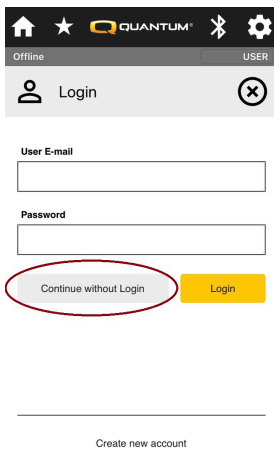 QUANTUM®
Offline USER
Login
User E-mail
Password
Continue without Login Login
Create new account